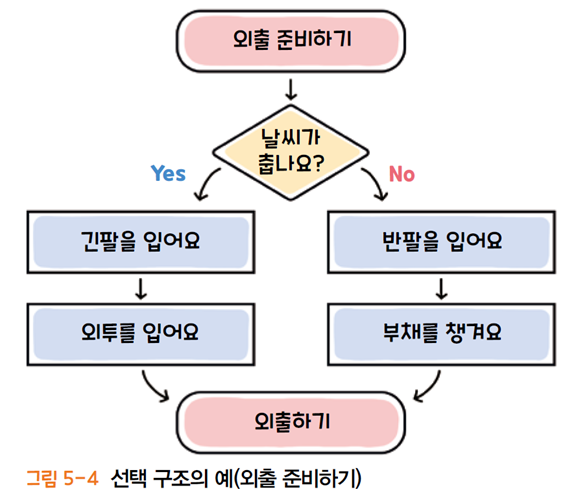 외출 준비하기
날씨가
춥나요?
Yes
No
긴팔을 입어요
반팔을 입어요
외투를 입어요
부채를 챙겨요
외출하기
그림 5-4 선택 구조의 예(외출 준비하기)